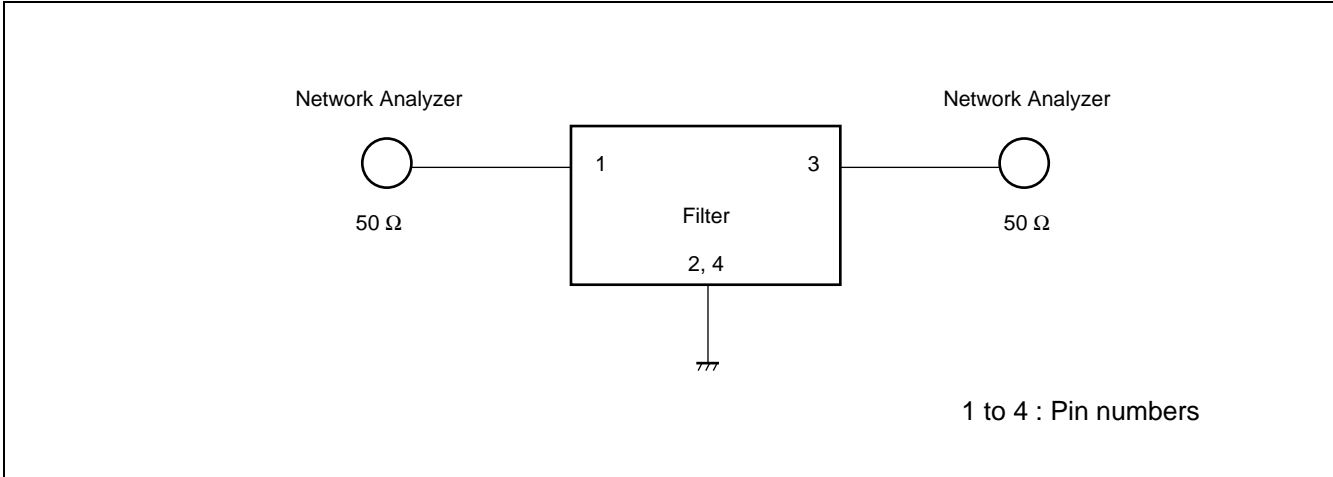 Network Analyzer
Network Analyzer
1
3
50 Ω
Filter
50 Ω
2, 4
1 to 4 : Pin numbers